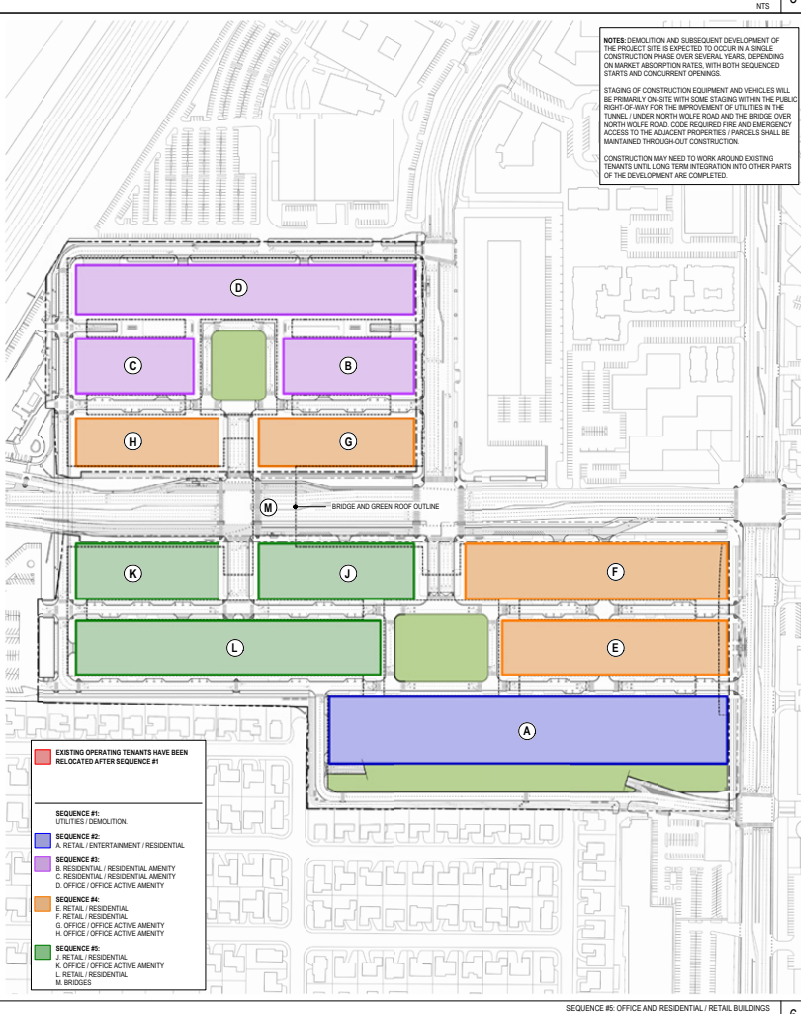 NTS
NOTES: DEMOLITION AND SUBSEQUENT DEVELOPMENT OF
THE PROJECT SITE IS EXPECTED TO OCCUR IN A SINGLE
CONSTRUCTION PHASE OVER SEVERAL YEARS, DEPENDING
ON MARKET ABSORPTION RATES, WITH BOTH SEQUENCED
STARTS AND CONCURRENT OPENINGS.
STAGING OF CONSTRUCTION EQUIPMENT AND VEHICLES WILL
BE PRIMARILY ON-SITE WITH SOME STAGING WITHIN THE PUBLIC
RIGHT-OF-WAY FOR THE IMPROVEMENT OF UTILITIES IN THE
TUNNEL / UNDER NORTH WOLFE ROAD AND THE BRIDGE OVER
NORTH WOLFE ROAD. CODE REQUIRED FIRE AND EMERGENCY
ACCESS TO THE ADJACENT PROPERTIES / PARCELS SHALL BE
MAINTAINED THROUGH-OUT CONSTRUCTION.
CONSTRUCTION MAY NEED TO WORK AROUND EXISTING
TENANTS UNTIL LONG TERM INTEGRATION INTO OTHER PARTS
OF THE DEVELOPMENT ARE COMPLETED.
D
C
B
H
G
M
BRIDGE AND GREEN ROOF OUTLINE
K
J
F
L
E
A
EXISTING OPERATING TENANTS HAVE BEEN
RELOCATED AFTER SEQUENCE #1
SEQUENCE #1:
UTILITIES / DEMOLITION.
SEQUENCE #2:
A. RETAIL / ENTERTAINMENT / RESIDENTIAL
SEQUENCE #3:
B. RESIDENTIAL / RESIDENTIAL AMENITY
C. RESIDENTIAL / RESIDENTIAL AMENITY
D. OFFICE / OFFICE ACTIVE AMENITY
SEQUENCE #4:
E. RETAIL / RESIDENTIAL
F. RETAIL / RESIDENTIAL
G. OFFICE / OFFICE ACTIVE AMENITY
H. OFFICE / OFFICE ACTIVE AMENITY
SEQUENCE #5:
J. RETAIL / RESIDENTIAL
K. OFFICE / OFFICE ACTIVE AMENITY
L. RETAIL / RESIDENTIAL
M. BRIDGES
SEQUENCE #5: OFFICE AND RESIDENTIAL / RETAIL BUILDINGS